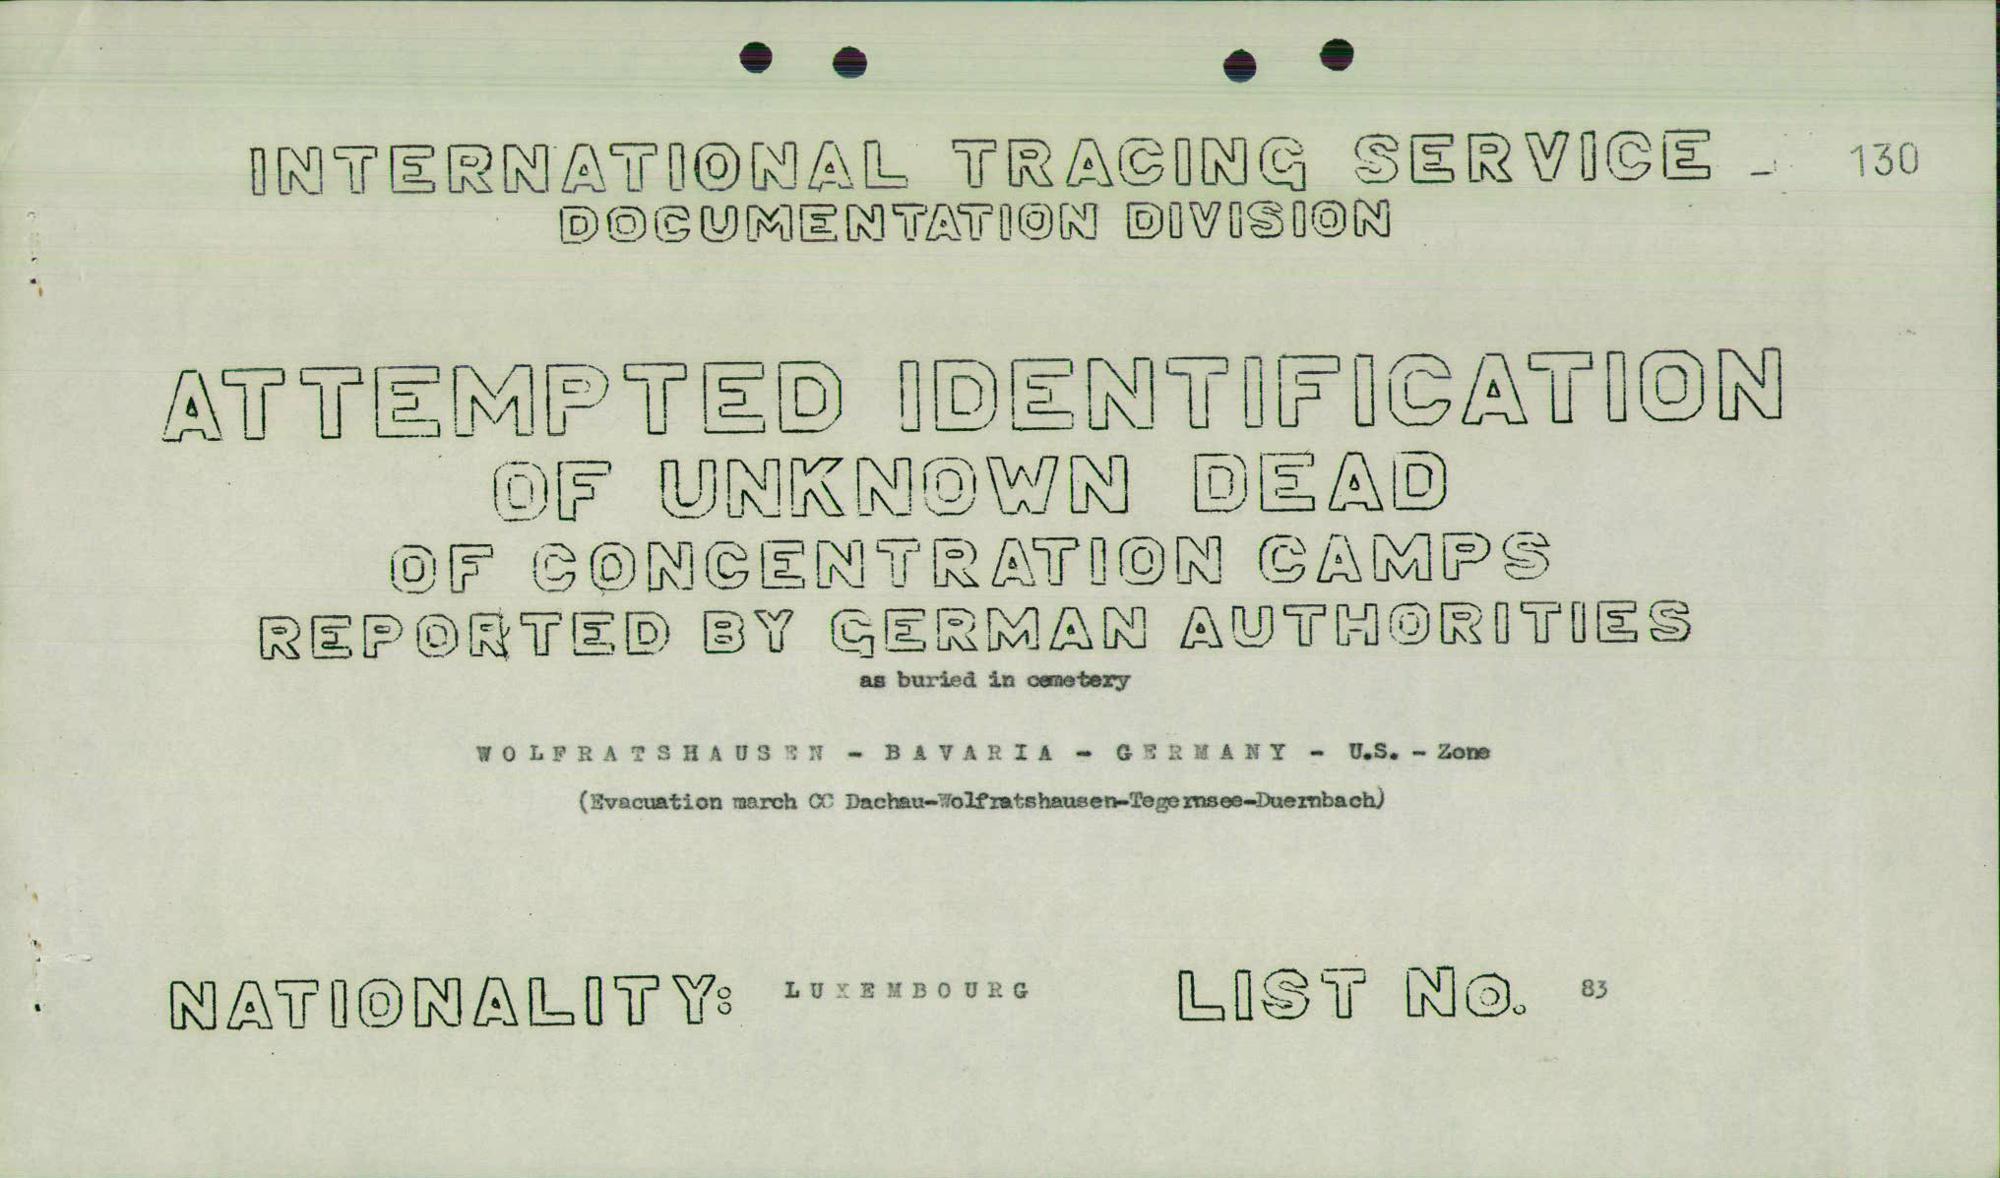 INTERNATIONAL TRACING SERVICE 130
DOCUMENTATION DIVISION
ATTEMPTED IDENTIFICATION
OF UNKNOWN DEAD
OF CONCENTRATION CAMPS
REPORTED BY GERMAN AUTHORITIES
as buried in cemetery
WOLFRATSHAUSEN - BAVARIA - GERMANY - U.S. - Zone
(Evacuation march CC Dachau-Wolfratshausen-Tegernsee-Duernbach)
NATIONALITY: LUXEMBOURG LIST No. 83